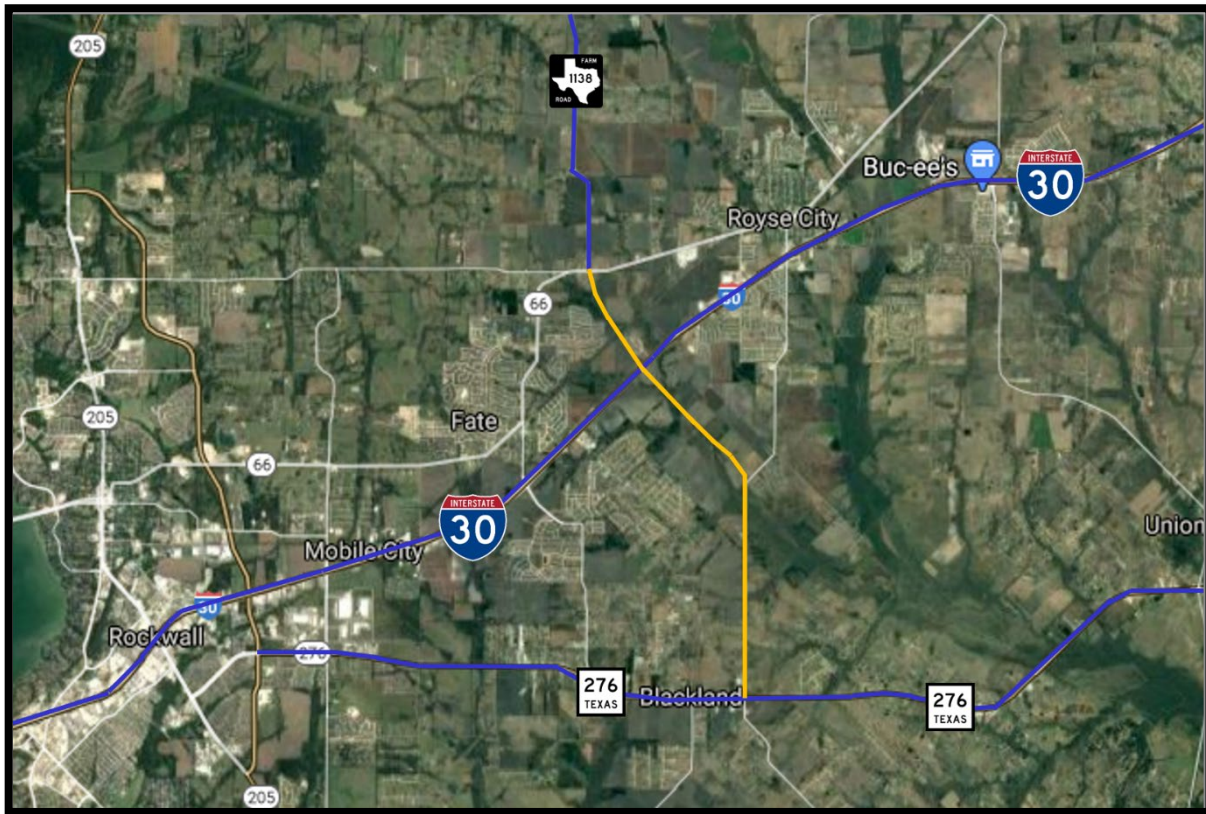 205
FARM
1138
ROAD
Buc-ee's
INTERSTATE
30
Royse City
66
30
205
Fate
66
INTERSTATE
30
Mobile City
Union
30
Rockwall
276
276
TEXAS
Blackland
276
TEXAS
205